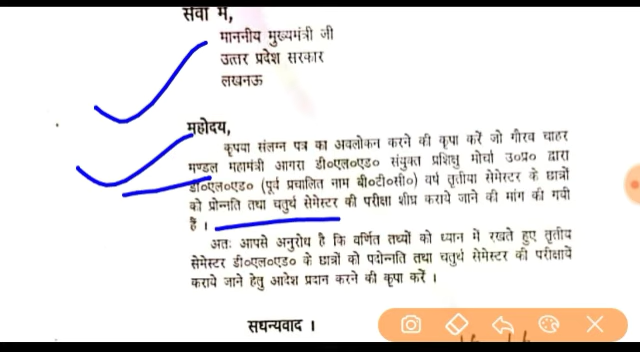 सेवा में,
माननीय मुख्यमंत्री जी
उत्तर प्रदेश सरकार
लखनऊ
महोदय,
कृपया संलग्न पत्र का अवलोकन करने की कृपा करें जो गौरव चाहर
मण्डल महामंत्री आगरा डी०एल०एड० संयुक्त प्रशिक्षु मोर्चा उ०प्र० द्वारा
डी०एल०एड० (पूर्व प्रचालित नाम बी०टी०सी०) वर्ष तृतीया सेमेस्टर के छात्रों
को प्रोन्नति तथा चतुर्थ सेमेस्टर की परीक्षा शीघ्र कराये जाने की मांग की गयी
हैं ।
अतः आपसे अनुरोध है कि वर्णित तथ्यों को ध्यान में रखते हुए तृतीय
सेमेस्टर डी०एल०एड० के छात्रों को पदोन्नति तथा चतुर्थ सेमेस्टर की परीक्षायें
कराये जाने हेतु आदेश प्रदान करने की कृपा करें ।
सधन्यवाद ।